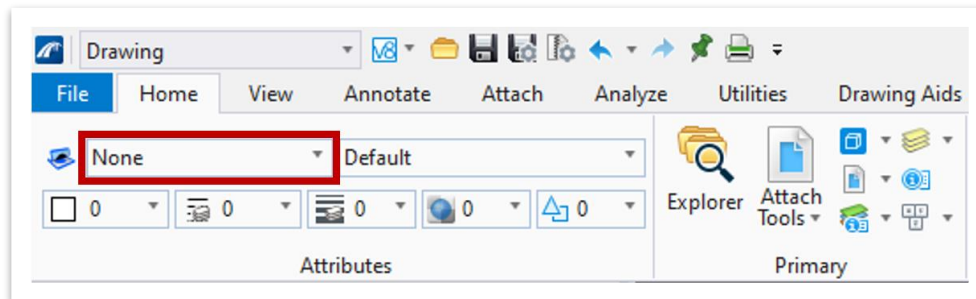 Drawing V8
File Home View Annotate Attach Analyze Utilities Drawing Aids
None Default
0 0 0 0 0
Explorer Attach Tools
Attributes Primary